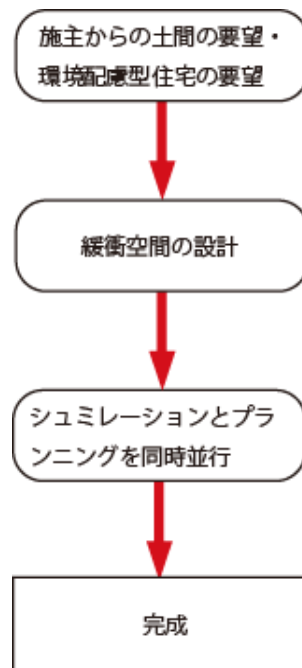 施主からの土間の要望・
環境配慮型住宅の要望
緩衝空間の設計
シュミレーションとプラ
ンニングを同時並行
完成